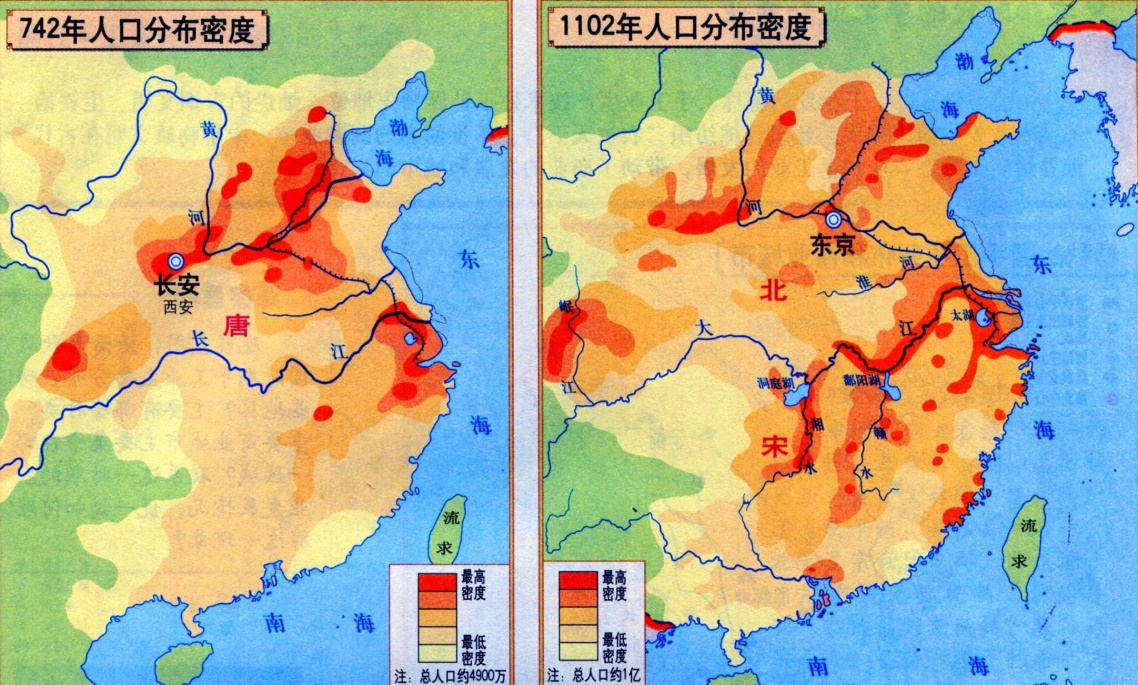 742年人口分布密度
黄
河
渤
海
长安
西安
唐
长
江
东
海
流
求
南
海
最高
密度
最低
密度
注：总人口约4900万
1102年人口分布密度
黄
河
渤
海
东京
淮
河
北
宋
岷
江
大
江
太湖
洞庭湖
鄱阳湖
湘
水
赣
水
东
海
流
求
南
海
最高
密度
最低
密度
注：总人口约1亿